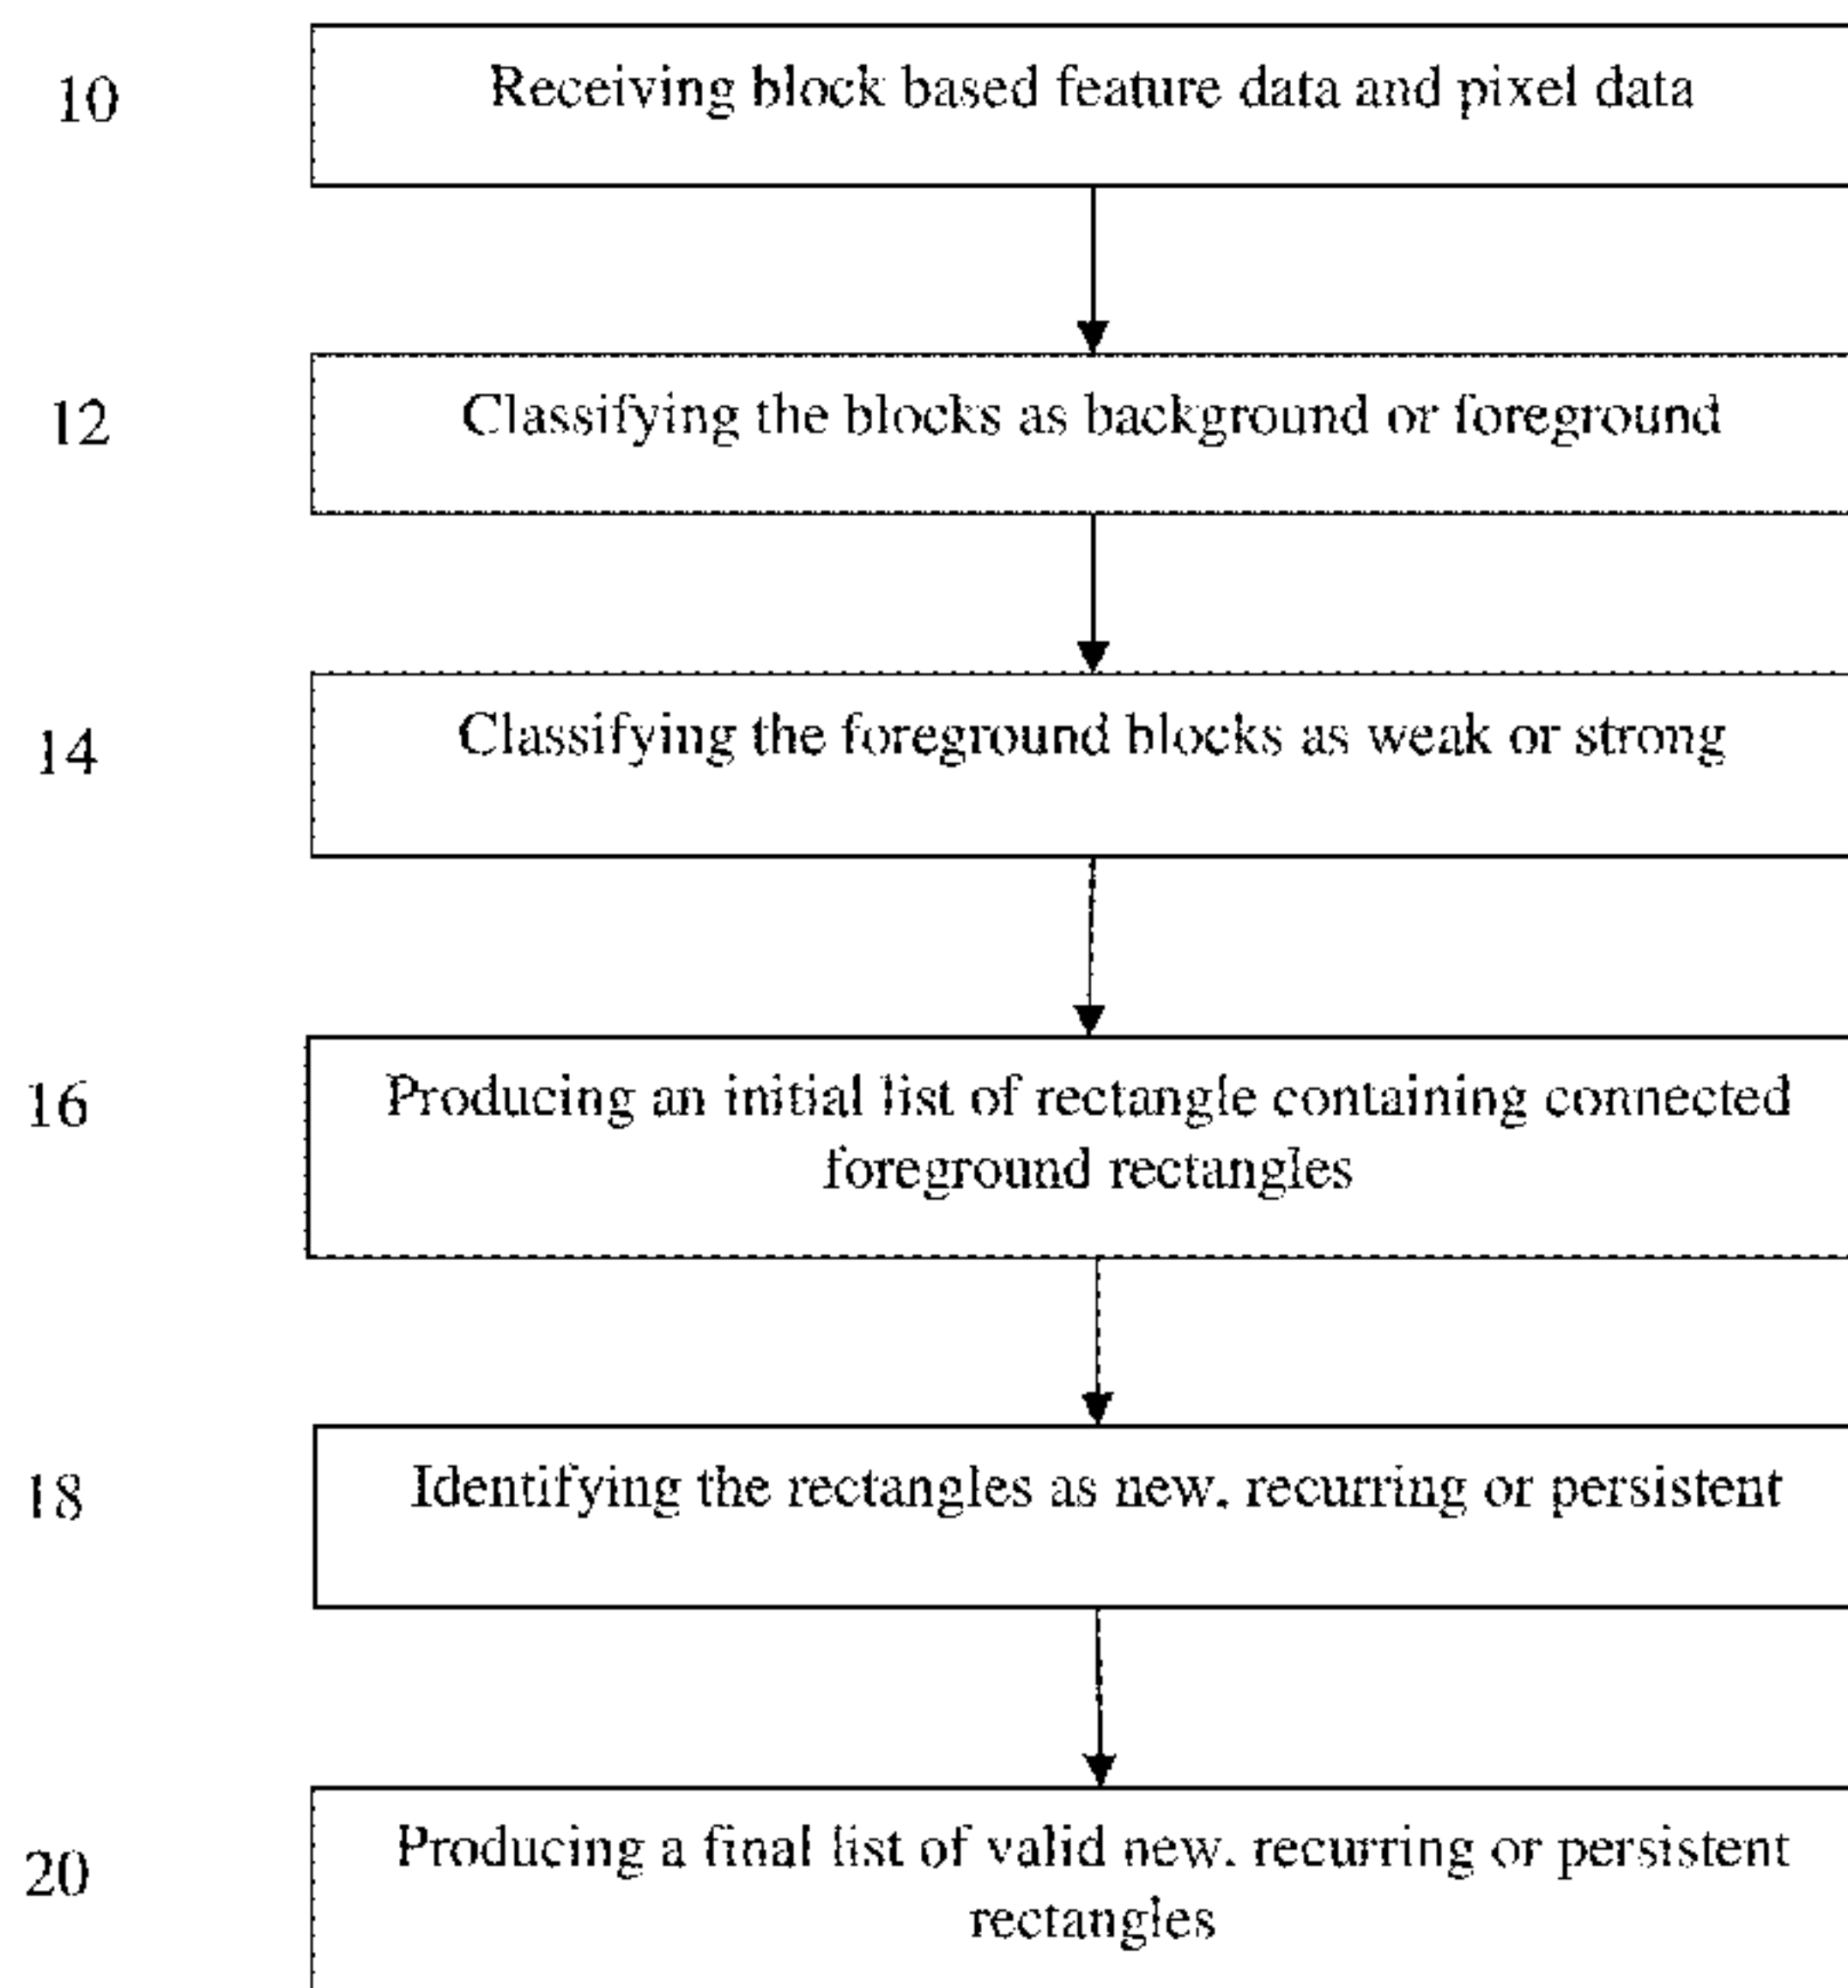 10
Receiving block based feature data and pixel data
12
Classifying the blocks as background or foreground
14
Classifying the foreground blocks as weak or strong
16
Producing an initial list of rectangle containing connected
foreground rectangles
18
Identifying the rectangles as new, recurring or persistent
20
Producing a final list of valid new, recurring or persistent
rectangles